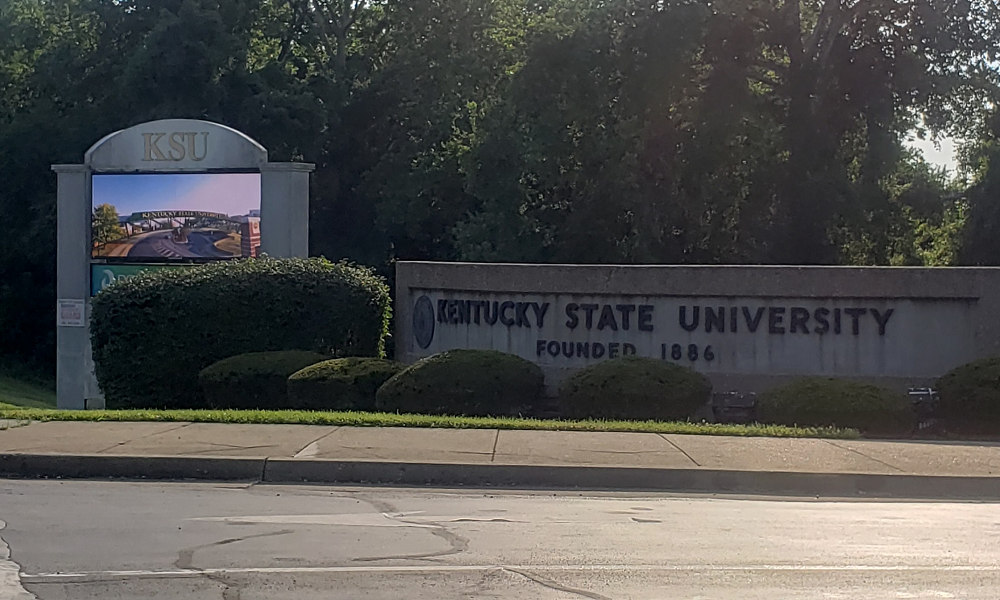 KSU
KENTUCKY STATE UNIVERSITY
KENTUCKY STATE UNIVERSITY
FOUNDED 1886